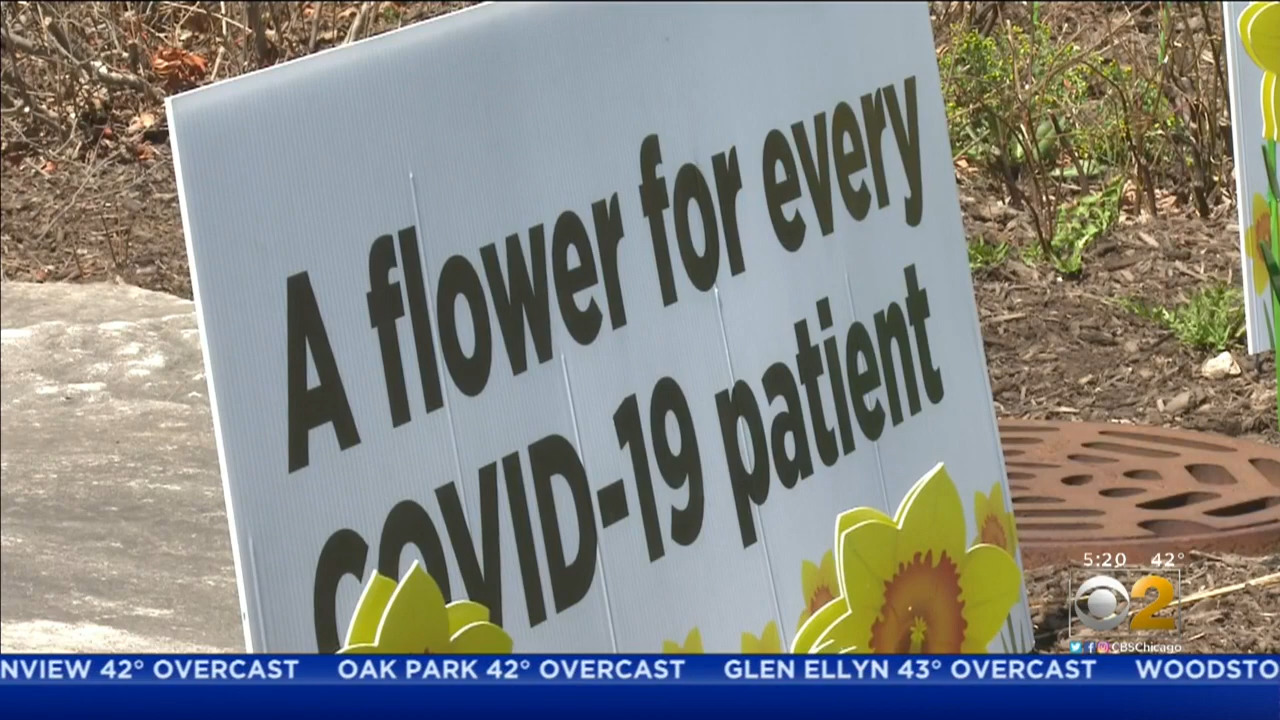 A flower for every
COVID-19 patient
5:20 42°
2
CBSChicago
NVIEW 42° OVERCAST OAK PARK 42° OVERCAST GLEN ELLYN 43° OVERCAST WOODSTO